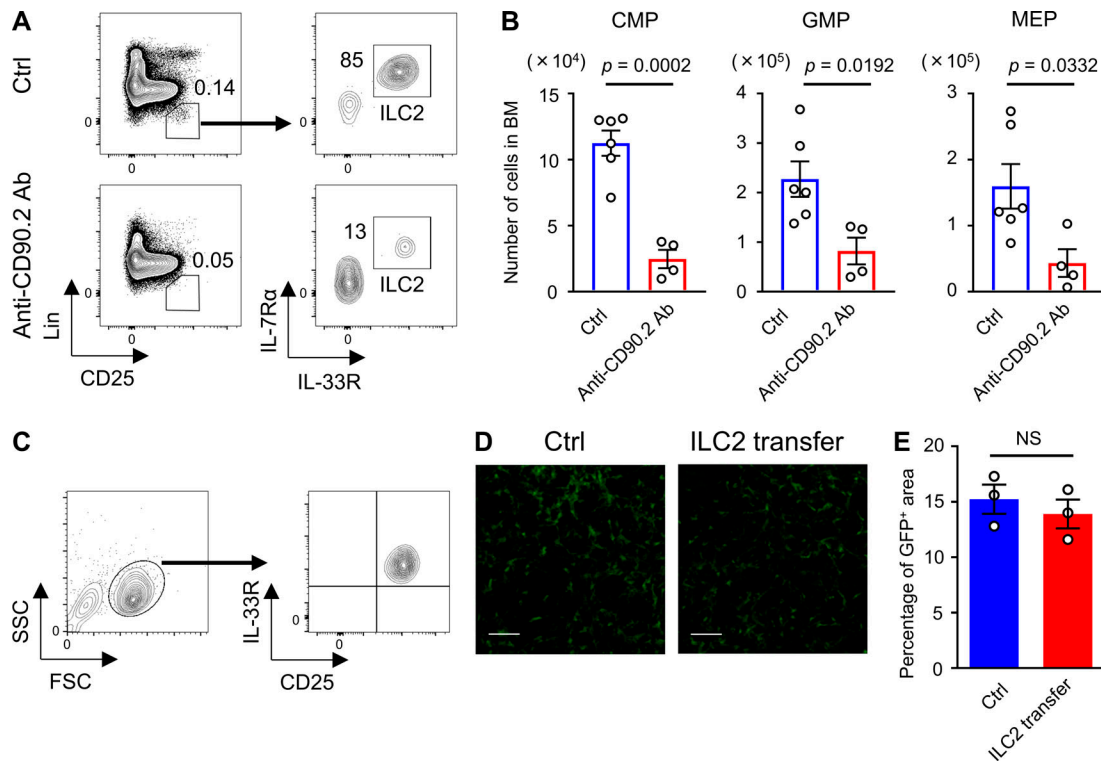 A
Ctrl
0.14
0
0
85
ILC2
0
0
Anti-CD90.2 Ab
0.05
0
0
13
ILC2
0
0
Lin
CD25
IL-7Rα
IL-33R
B
CMP
GMP
MEP
(×10⁴)
p = 0.0002
(×10⁵)
p = 0.0192
(×10⁵)
p = 0.0332
Number of cells in BM
15
10
5
0
Ctrl
Anti-CD90.2 Ab
4
3
2
1
0
Ctrl
Anti-CD90.2 Ab
3
2
1
0
Ctrl
Anti-CD90.2 Ab
C
0
SSC
FSC
0
0
IL-33R
CD25
D
Ctrl
ILC2 transfer
E
NS
Percentage of GFP⁺ area
20
15
10
5
0
Ctrl
ILC2 transfer